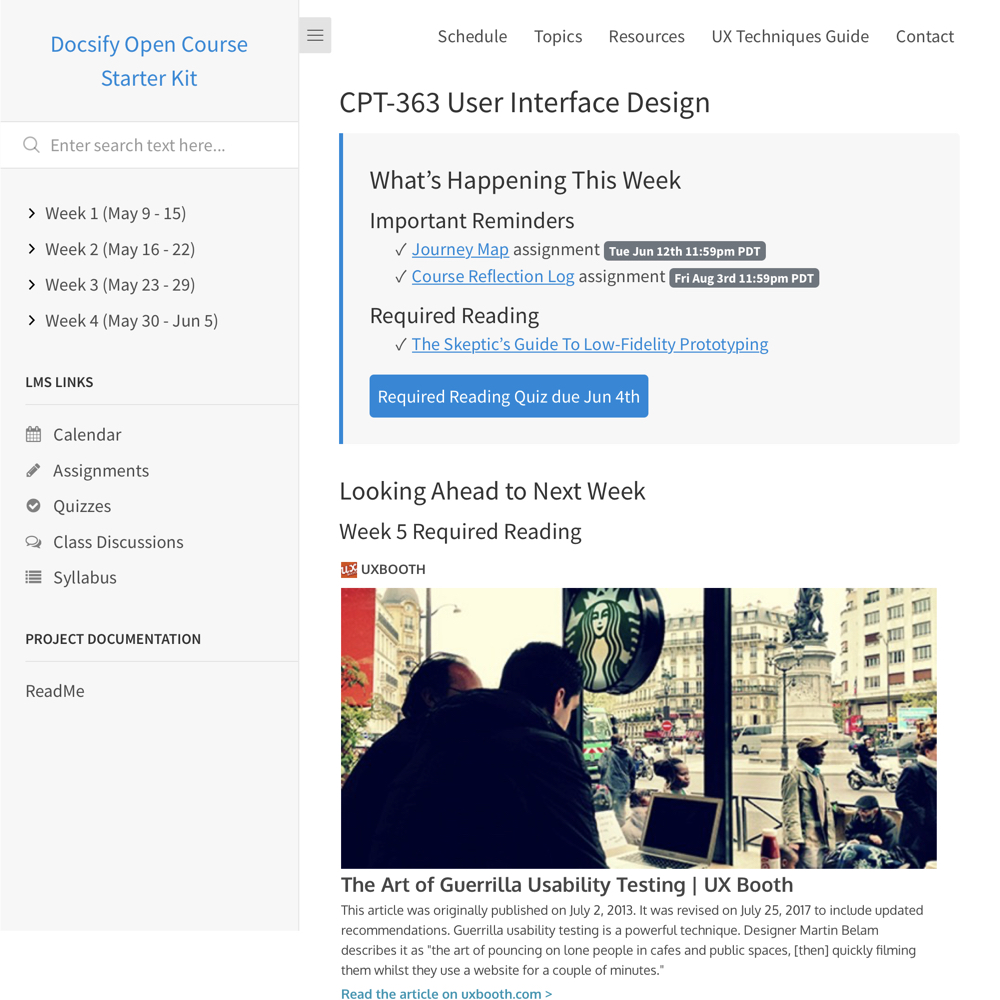 Docsify Open Course
Starter Kit
Enter search text here...
Week 1 (May 9 - 15)
Week 2 (May 16 - 22)
Week 3 (May 23 - 29)
Week 4 (May 30 - Jun 5)
LMS LINKS
Calendar
Assignments
Quizzes
Class Discussions
Syllabus
PROJECT DOCUMENTATION
ReadMe
Schedule Topics Resources UX Techniques Guide Contact
CPT-363 User Interface Design
What’s Happening This Week
Important Reminders
✓ Journey Map assignment Tue Jun 12th 11:59pm PDT
✓ Course Reflection Log assignment Fri Aug 3rd 11:59pm PDT
Required Reading
✓ The Skeptic’s Guide To Low-Fidelity Prototyping
Required Reading Quiz due Jun 4th
Looking Ahead to Next Week
Week 5 Required Reading
ux UXBOOTH
The Art of Guerrilla Usability Testing | UX Booth
This article was originally published on July 2, 2013. It was revised on July 25, 2017 to include updated
recommendations. Guerrilla usability testing is a powerful technique. Designer Martin Belam
describes it as "the art of pouncing on lone people in cafes and public spaces, [then] quickly filming
them whilst they use a website for a couple of minutes."
Read the article on uxbooth.com >